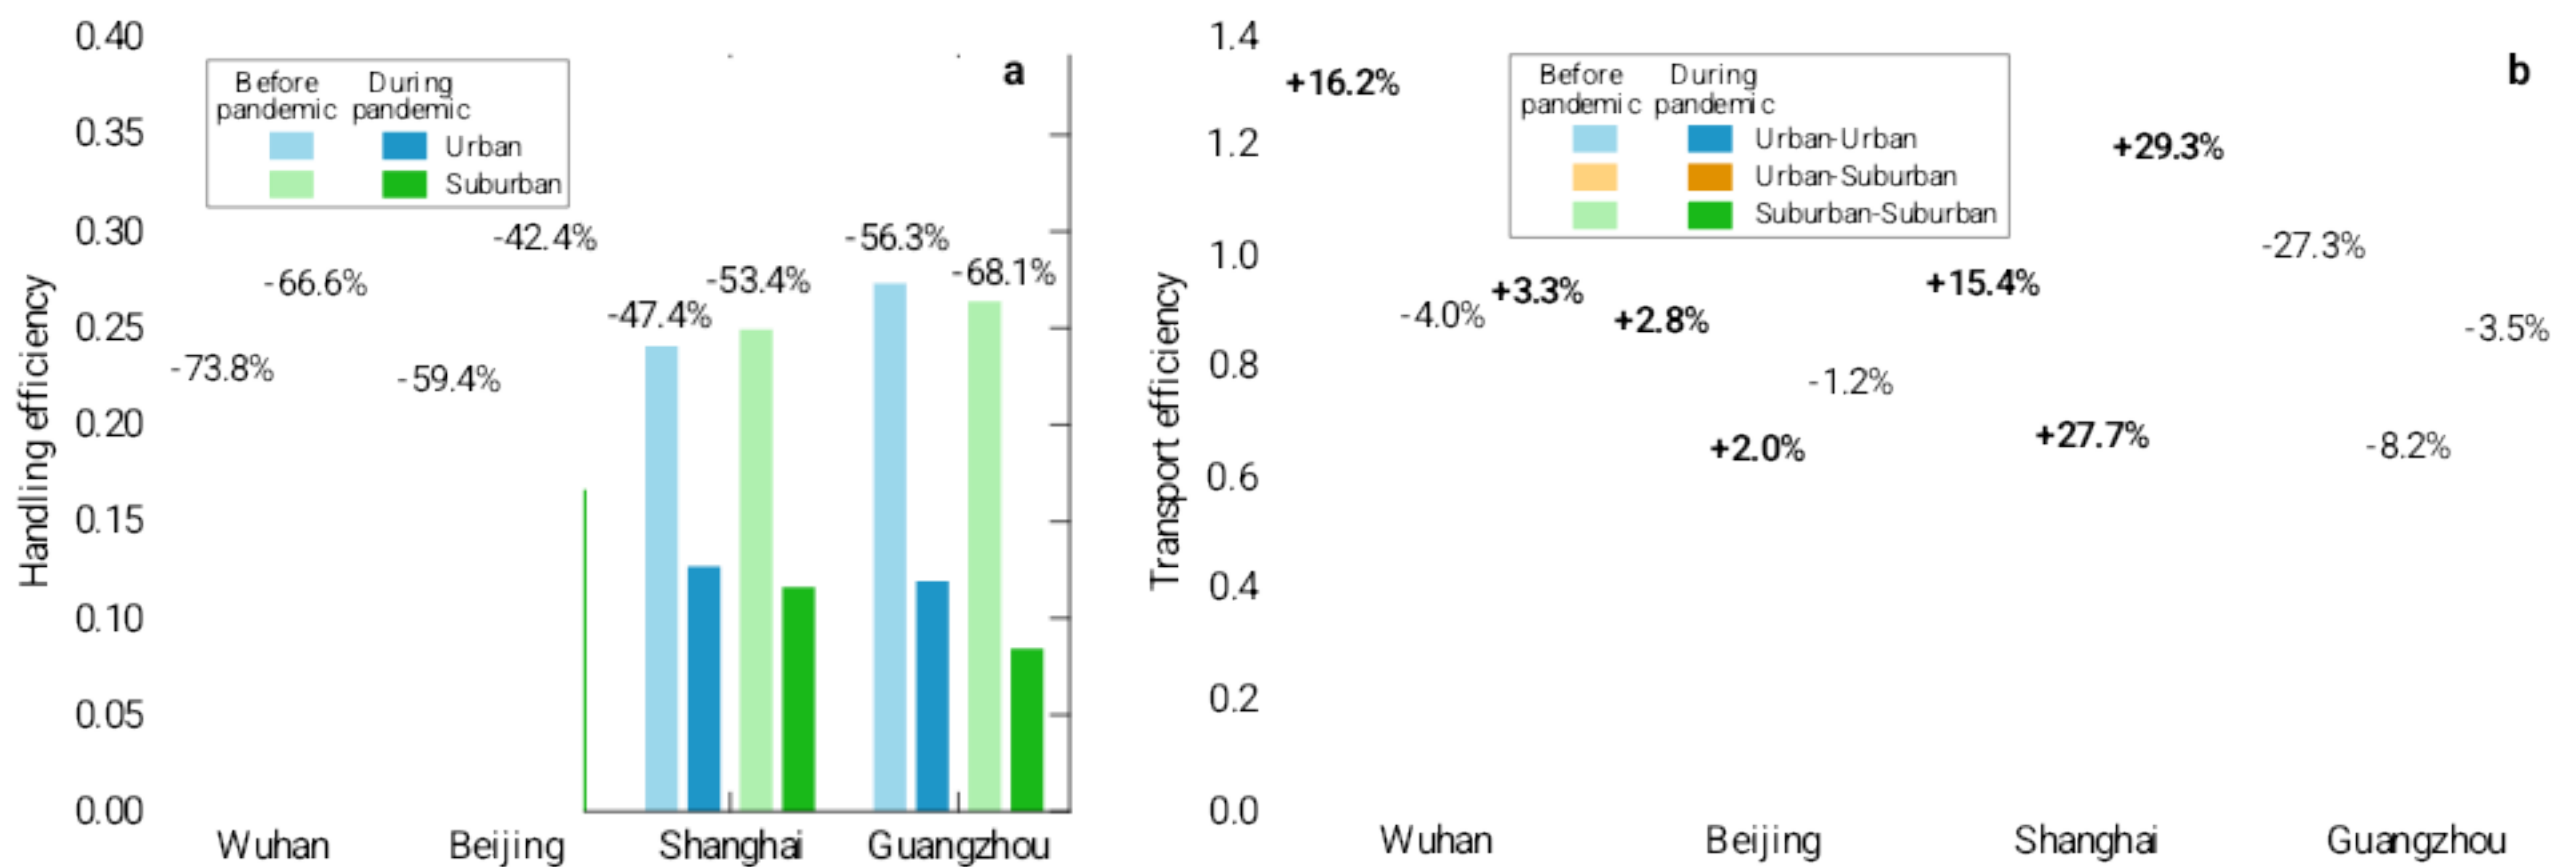 0.40
0.35
0.30
0.25
0.20
0.15
0.10
0.05
0.00
Handling efficiency
Before During
pandemic pandemic
Urban
Suburban
a
-73.8%
-66.6%
-59.4%
-42.4%
-47.4%
-53.4%
-56.3%
-68.1%
Wuhan Beijing Shanghai Guangzhou
1.4
1.2
1.0
0.8
0.6
0.4
0.2
0.0
Transport efficiency
Before During
pandemic pandemic
Urban-Urban
Urban-Suburban
Suburban-Suburban
b
+16.2%
-4.0%
+3.3%
+2.8%
+2.0%
-1.2%
+15.4%
+27.7%
+29.3%
-27.3%
-8.2%
-3.5%
Wuhan Beijing Shanghai Guangzhou